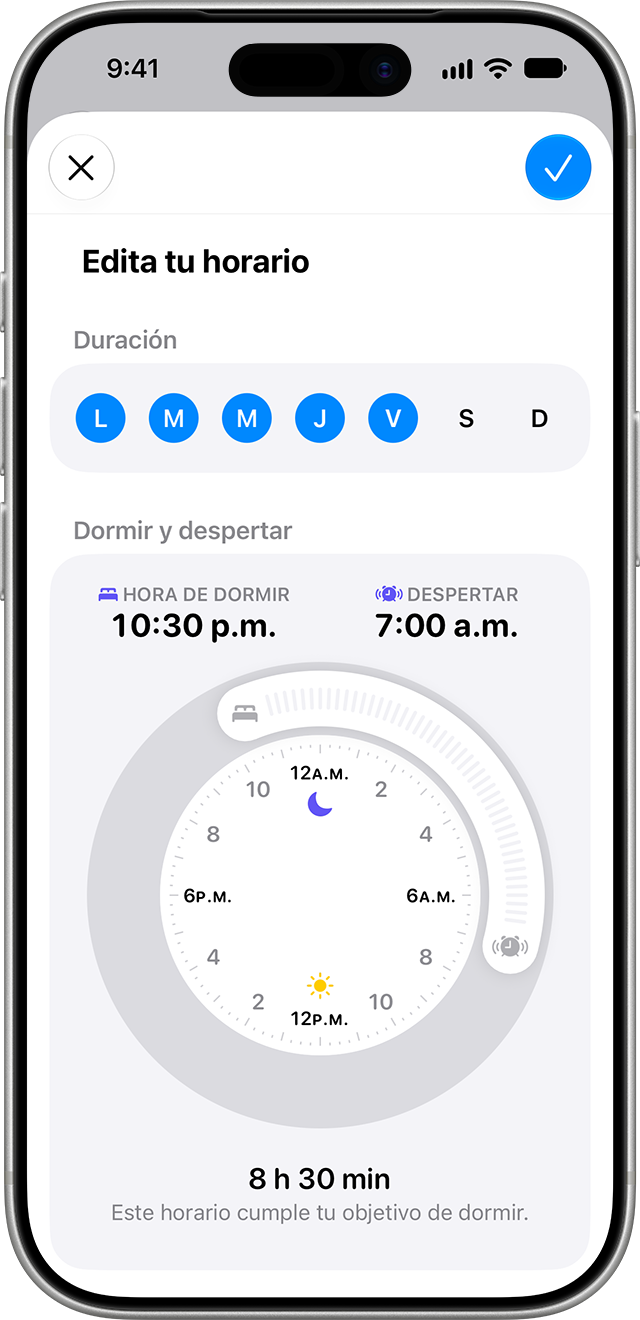 9:41
Edita tu horario
Duración
L M M J V S D
Dormir y despertar
HORA DE DORMIR DESPERTAR
10:30 p.m. 7:00 a.m.
12A.M.
10 2
8 4
6P.M. 6A.M.
4 8
2 10
12P.M.
8 h 30 min
Este horario cumple tu objetivo de dormir.